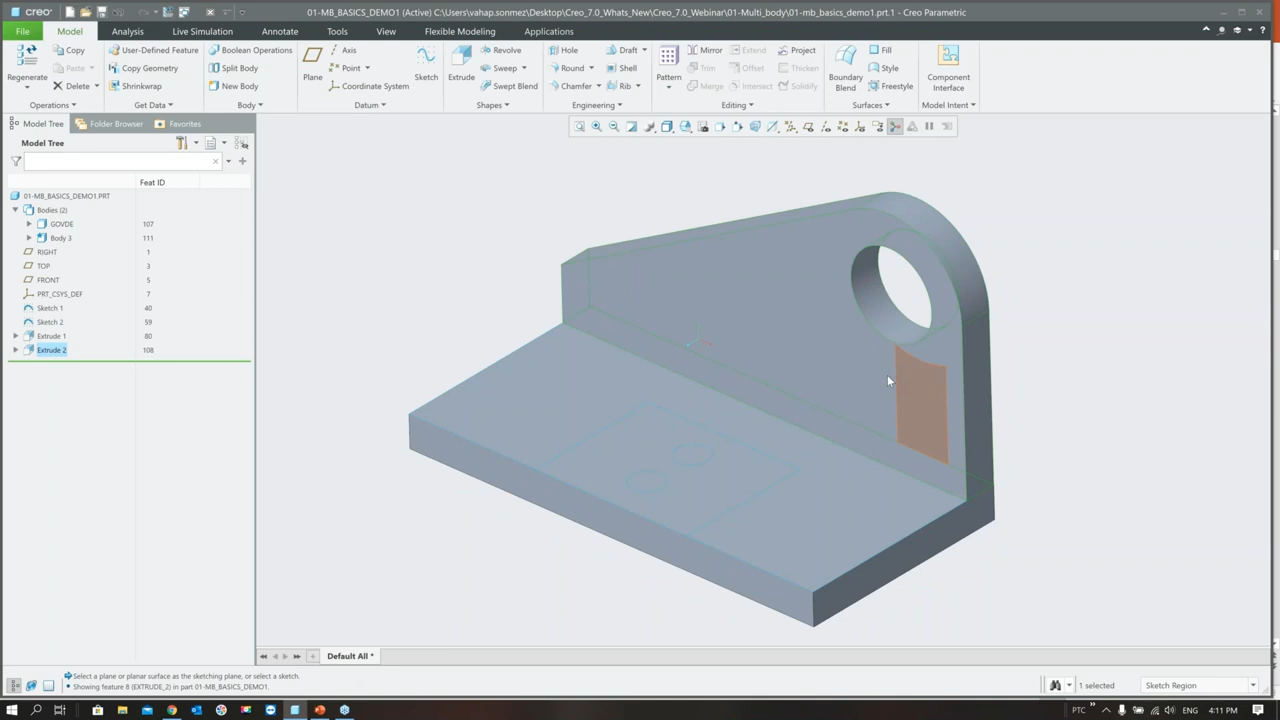 creo
01-MB_BASICS_DEMO1 (Active) C:\Users\vahap.sonmez\Desktop\Creo_7.0_Whats_New\Creo_7.0_Webinar\01-Multi_body\01-mb_basics_demo1.prt.1 - Creo Parametric
File Model Analysis Live Simulation Annotate Tools View Flexible Modeling Applications
Copy User-Defined Feature Boolean Operations Axis Revolve Hole Draft Mirror Extend Project Fill
Paste Copy Geometry Split Body Point Sweep Round Shell Trim Offset Thicken Style
Regenerate Plane Sketch Extrude Pattern Boundary Blend Component Interface
Delete Shrinkwrap New Body Coordinate System Swept Blend Chamfer Rib Merge Intersect Solidify Freestyle
Operations Get Data Body Datum Shapes Engineering Editing Surfaces Model Intent
Model Tree Folder Browser Favorites
Model Tree
Feat ID
01-MB_BASICS_DEMO1.PRT
Bodies (2)
GOVDE 107
Body 3 111
RIGHT 1
TOP 3
FRONT 5
PRT_CSYS_DEF 7
Sketch 1 40
Sketch 2 59
Extrude 1 80
Extrude 2 108
Default All *
Select a plane or planar surface as the sketching plane, or select a sketch.
• Showing feature 8 (EXTRUDE_2) in part 01-MB_BASICS_DEMO1.
1 selected Sketch Region
PTC ENG 4:11 PM